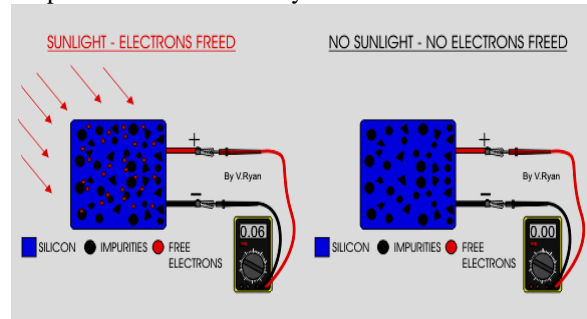 SUNLIGHT - ELECTRONS FREED
NO SUNLIGHT - NO ELECTRONS FREED
+
By V.Ryan
-
0.06
SILICON IMPURITIES FREE ELECTRONS
+
By V.Ryan
-
0.00
SILICON IMPURITIES FREE ELECTRONS